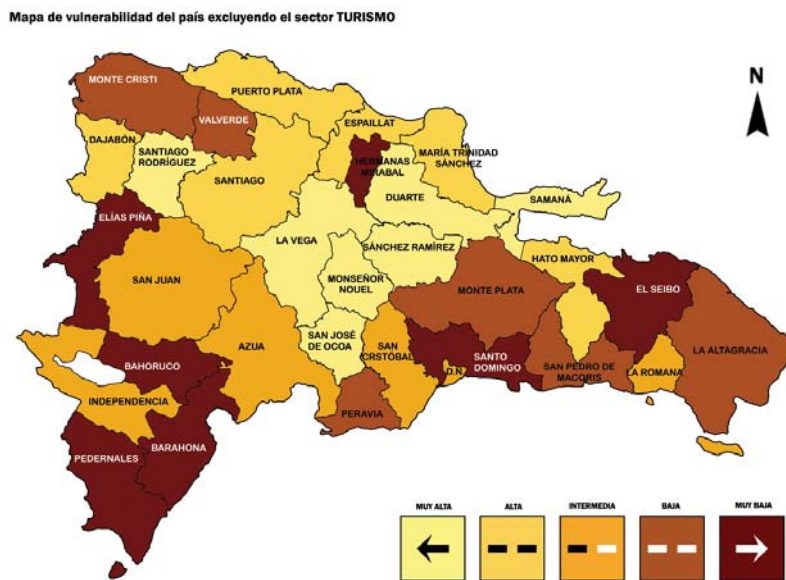 Mapa de vulnerabilidad del país excluyendo el sector TURISMO
N
MONTE CRISTI
PUERTO PLATA
VALVERDE
ESPAILLAT
DAJABÓN
SANTIAGO
RODRÍGUEZ
SANTIAGO
HERMANAS
MIRABAL
MARÍA TRINIDAD
SÁNCHEZ
DUARTE
SAMANÁ
ELÍAS PIÑA
LA VEGA
SÁNCHEZ RAMÍREZ
HATO MAYOR
SAN JUAN
MONSEÑOR
NOUEL
MONTE PLATA
EL SEIBO
AZUA
SAN JOSÉ
DE OCOA
SAN
CRSTÓBAL
D.N.
SANTO
DOMINGO
SAN PEDRO DE
MACORIS
LA ROMANA
LA ALTAGRACIA
BAHORUCO
INDEPENDENCIA
PERAVIA
BARAHONA
PEDERNALES
MUY ALTA
ALTA
INTERMEDIA
BAJA
MUY BAJA